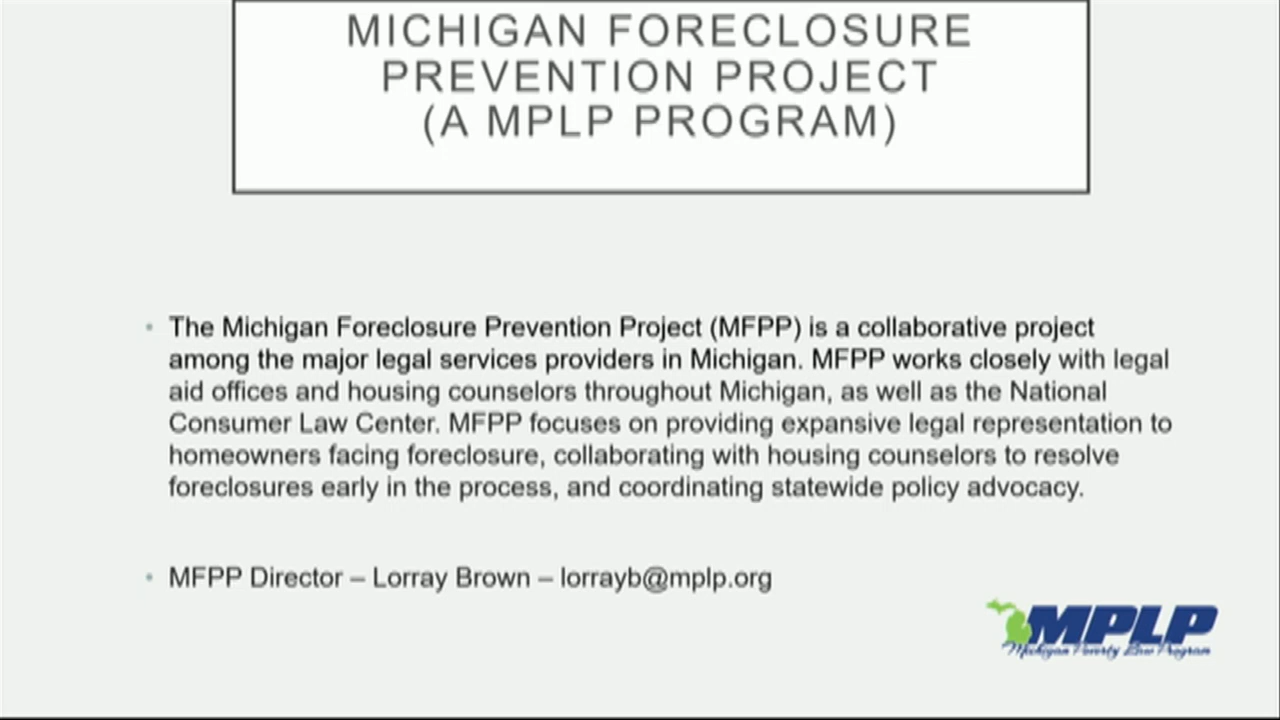 MICHIGAN FORECLOSURE
PREVENTION PROJECT
(A MPLP PROGRAM)
• The Michigan Foreclosure Prevention Project (MFPP) is a collaborative project
among the major legal services providers in Michigan. MFPP works closely with legal
aid offices and housing counselors throughout Michigan, as well as the National
Consumer Law Center. MFPP focuses on providing expansive legal representation to
homeowners facing foreclosure, collaborating with housing counselors to resolve
foreclosures early in the process, and coordinating statewide policy advocacy.
• MFPP Director – Lorray Brown – lorrayb@mplp.org
MPLP
Michigan Poverty Law Program